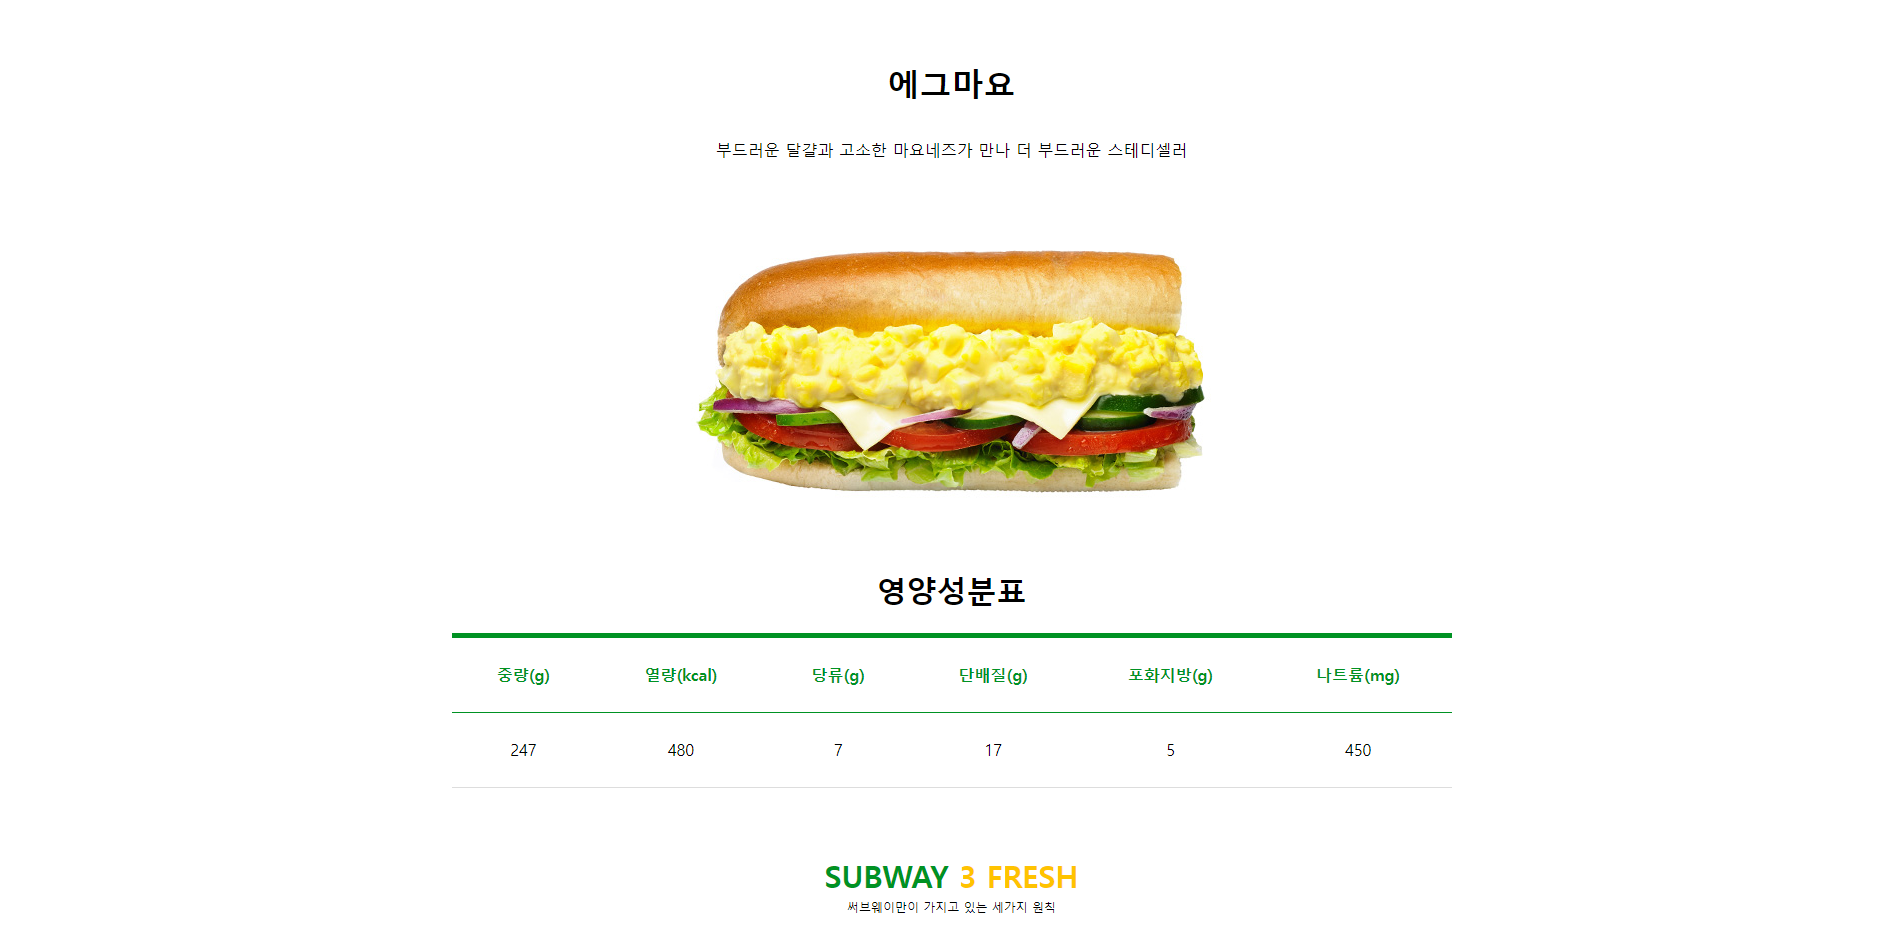 에그마요
부드러운 달걀과 고소한 마요네즈가 만나 더 부드러운 스테디셀러
영양성분표
중량(g) 열량(kcal) 당류(g) 단배질(g) 포화지방(g) 나트륨(mg)
247 480 7 17 5 450
SUBWAY 3 FRESH
써브웨이만이 가지고 있는 세가지 원칙